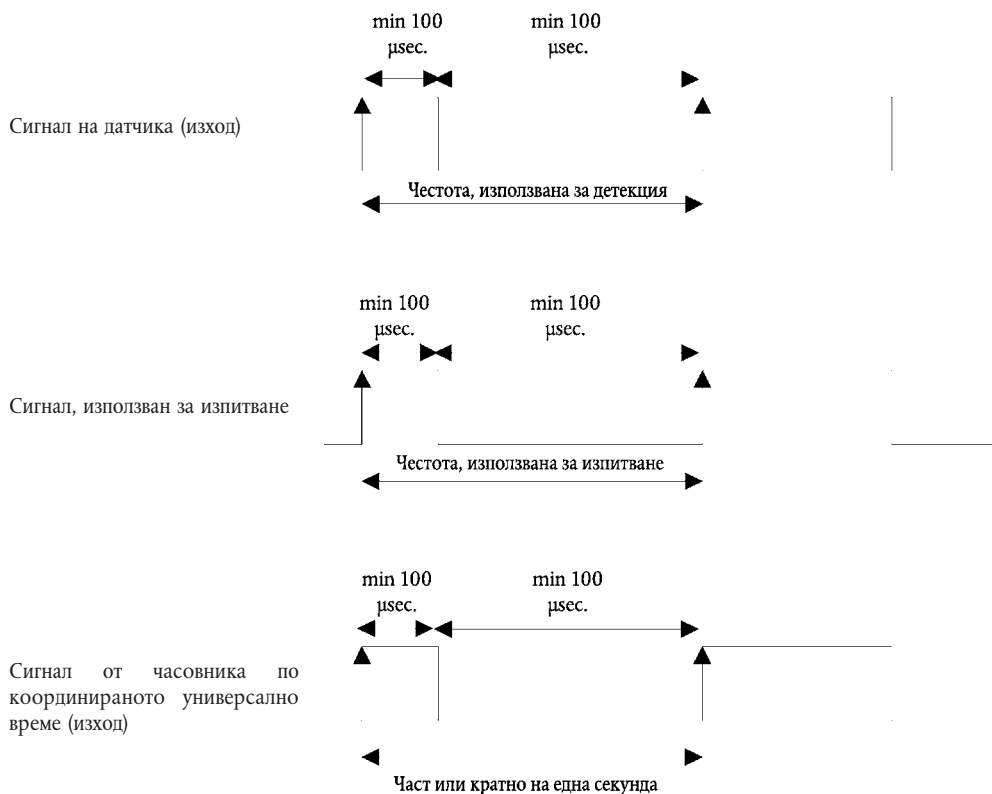 min 100 min 100
µsec. µsec.
Сигнал на датчика (изход)
Честота, използвана за детекция
min 100 min 100
µsec. µsec.
Сигнал, използван за изпитване
Честота, използвана за изпитване
min 100 min 100
µsec. µsec.
Сигнал от часовника по
координираното универсално
време (изход)
Част или кратно на една секунда